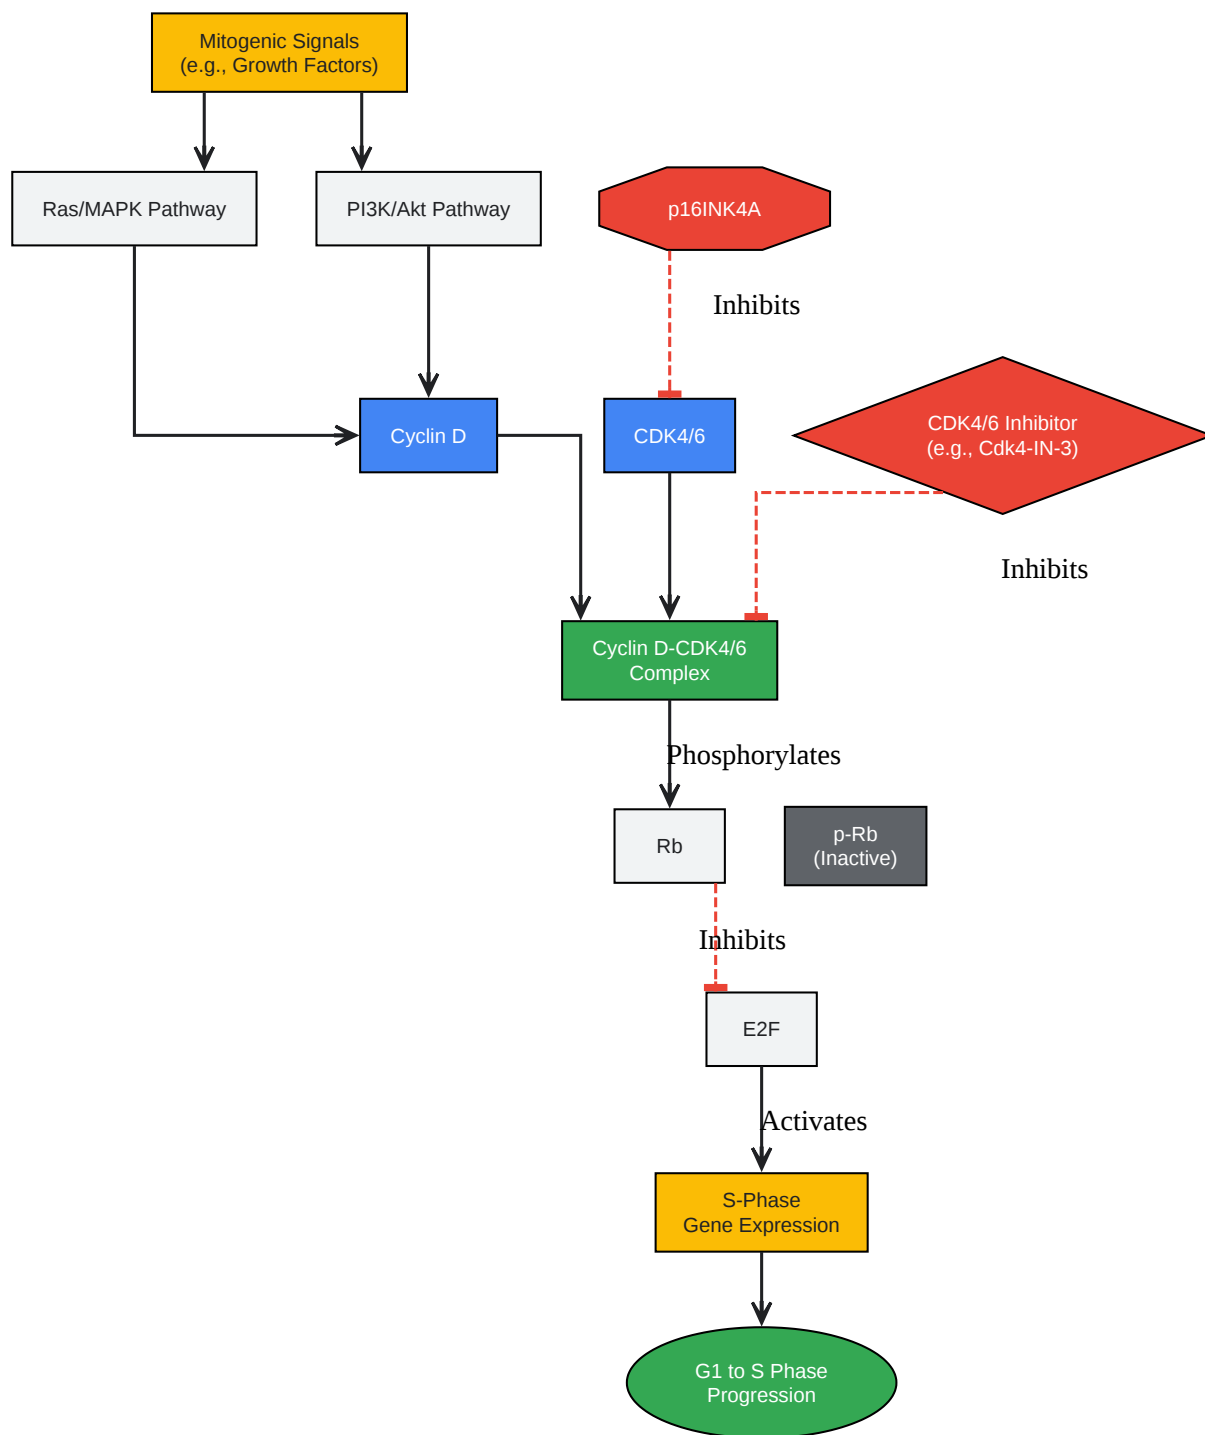 Mitogenic Signals
(e.g., Growth Factors)
Ras/MAPK Pathway
PI3K/Akt Pathway
p16INK4A
Inhibits
Cyclin D
CDK4/6
CDK4/6 Inhibitor
(e.g., Cdk4-IN-3)
Inhibits
Cyclin D-CDK4/6
Complex
Phosphorylates
Rb
p-Rb
(Inactive)
Inhibits
E2F
Activates
S-Phase
Gene Expression
G1 to S Phase
Progression